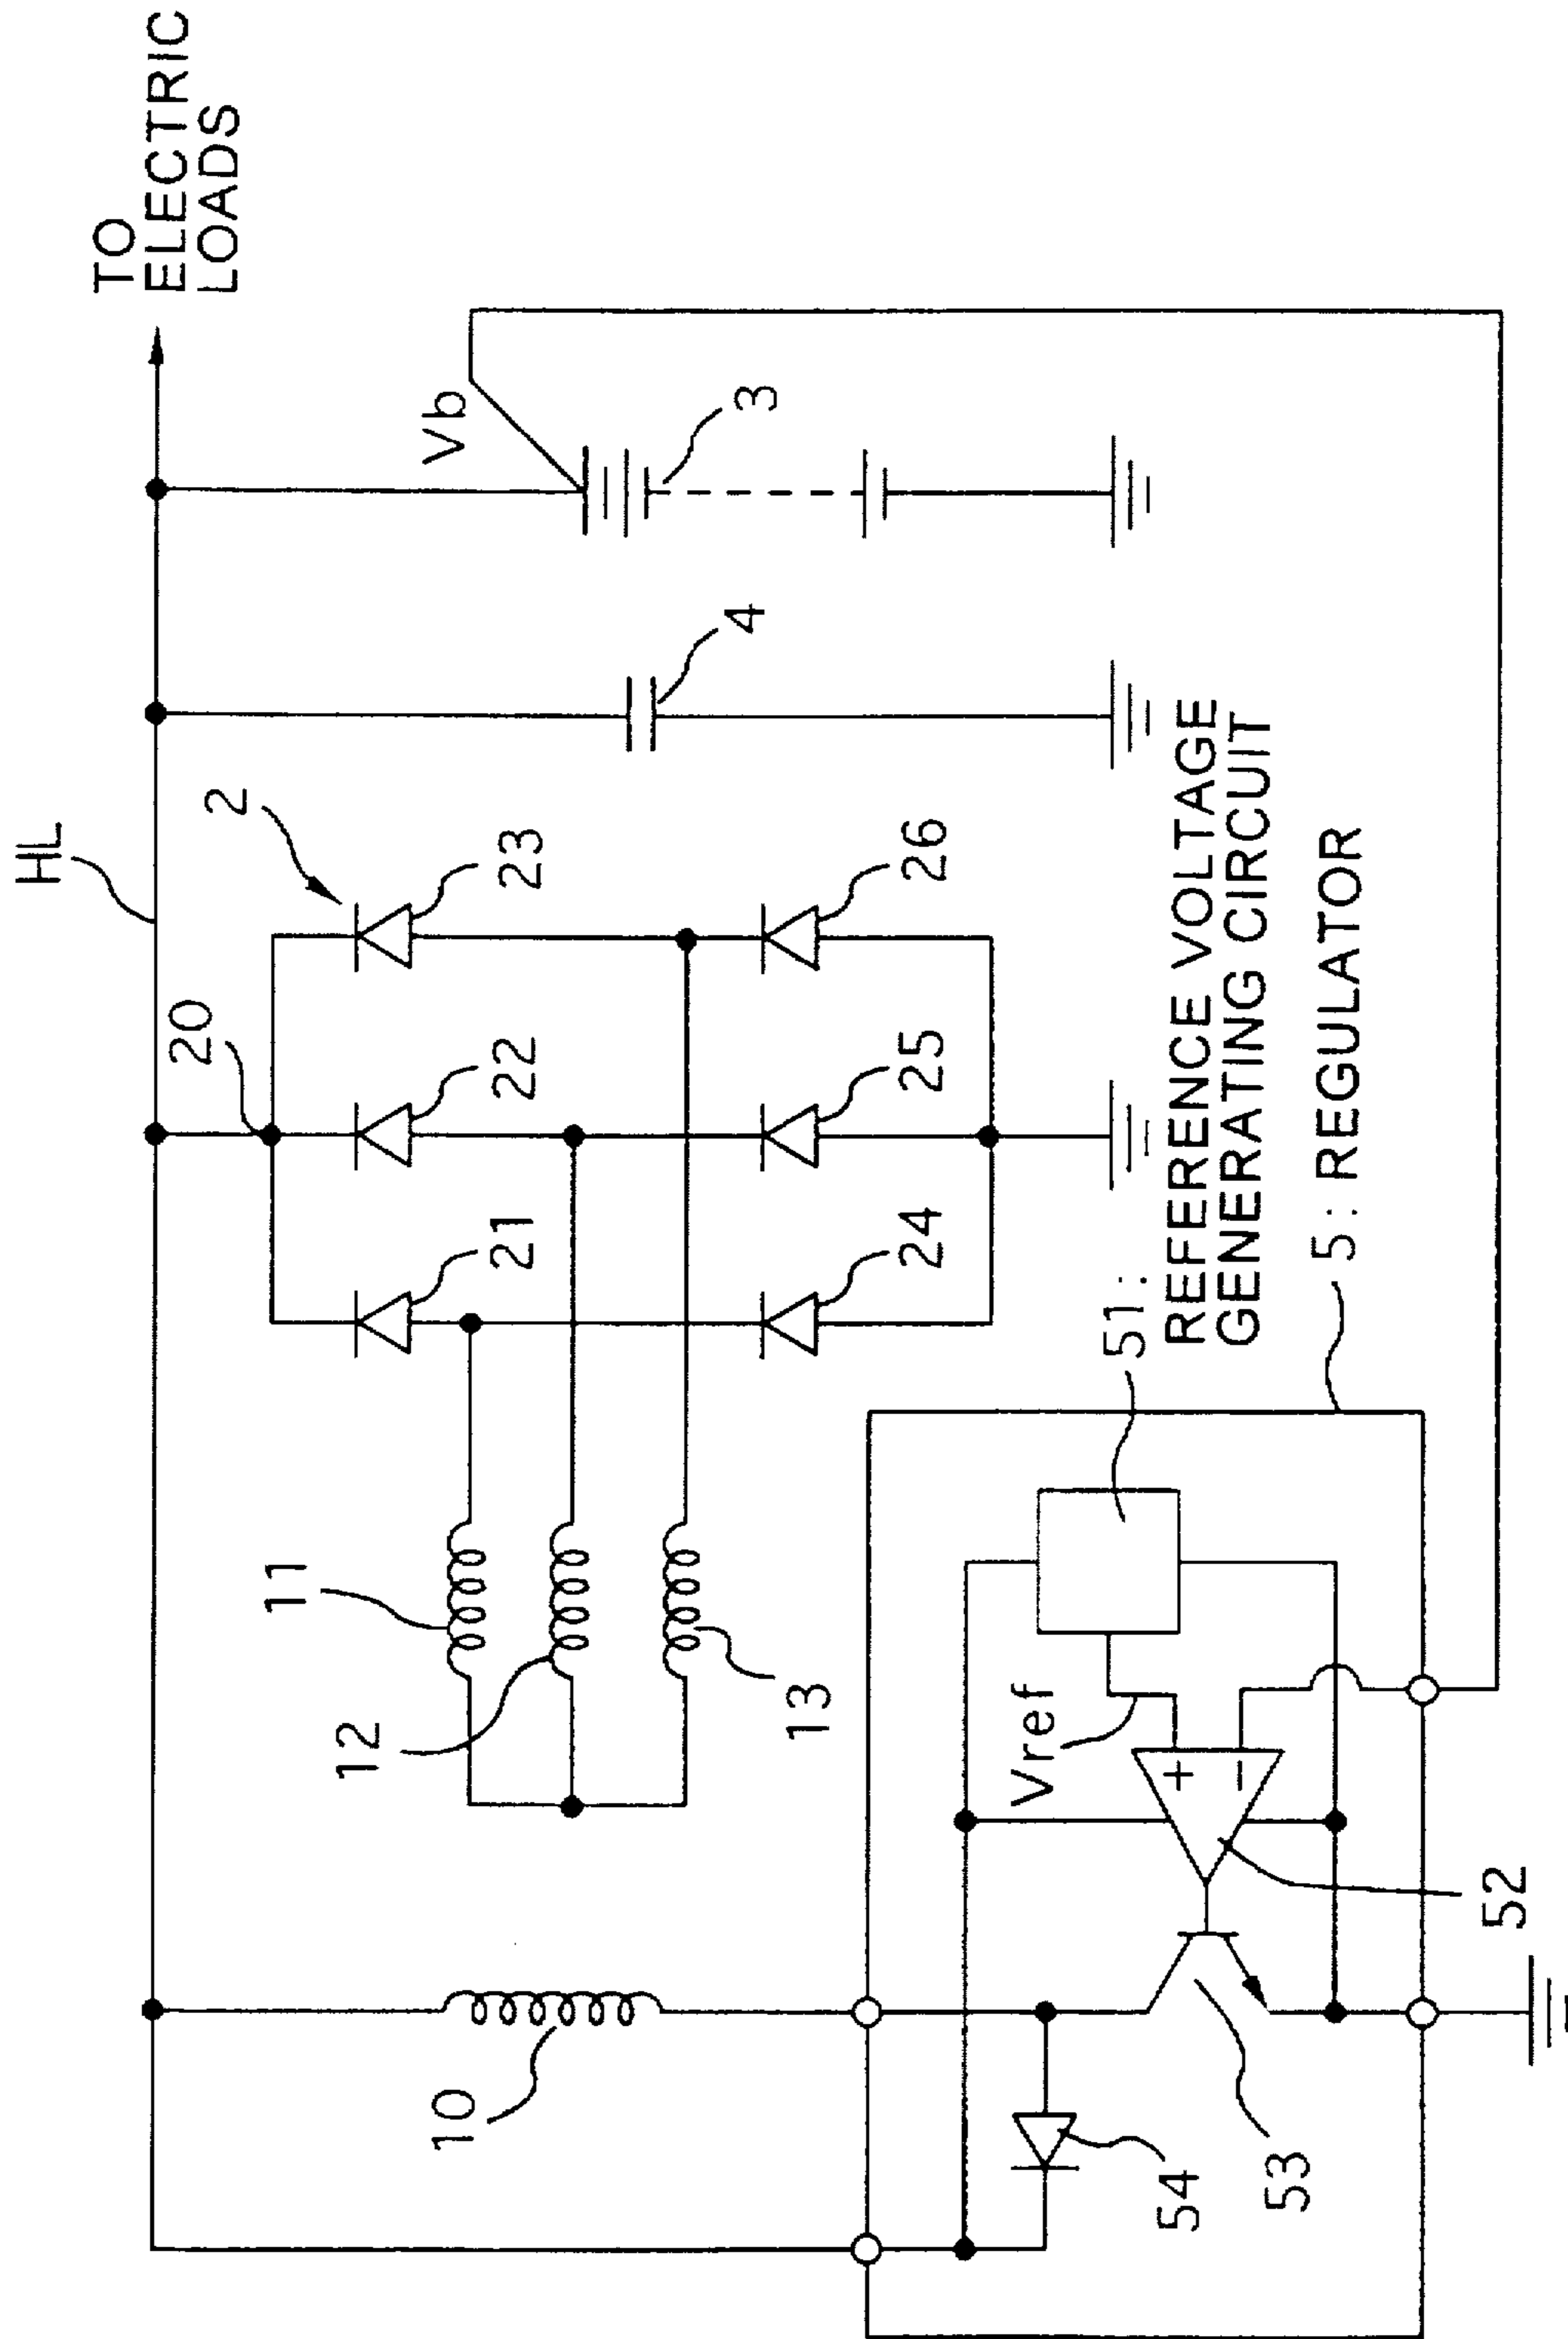 TO
ELECTRIC
LOADS
HL
2
20
Vb
3
4
21
22
23
24
25
26
11
12
13
10
51:
REFERENCE VOLTAGE
GENERATING CIRCUIT
5: REGULATOR
Vref
+
−
52
53
54